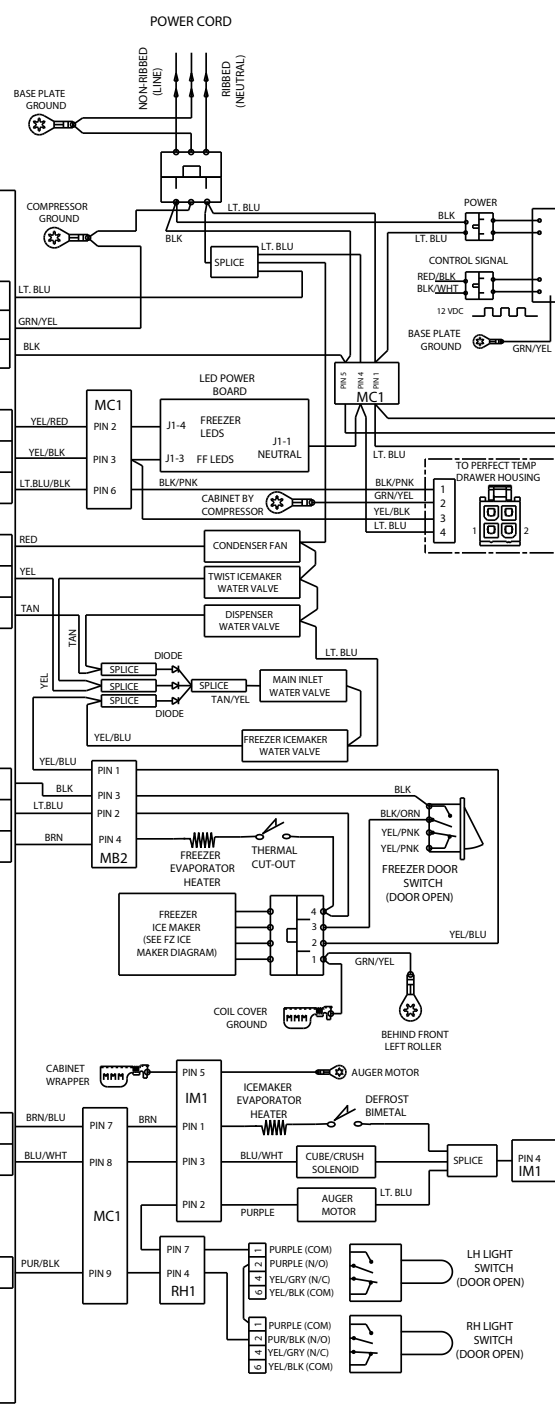 POWER CORD
NON-RIBBED
(LINE)
RIBBED
(NEUTRAL)
BASE PLATE
GROUND
COMPRESSOR
GROUND
LT. BLU
BLK
POWER
BLK
LT. BLU
LT. BLU
SPLICE
CONTROL SIGNAL
RED/BLK
BLK/WHT
12 VDC
LT. BLU
GRN/YEL
BASE PLATE
GROUND
GRN/YEL
BLK
PIN 5
PIN 4
PIN 1
MC1
LED POWER
BOARD
MC1
YEL/RED
PIN 2
J1-4
FREEZER
LEDS
YEL/BLK
PIN 3
J1-3
FF LEDS
J1-1
NEUTRAL
LT. BLU
LT.BLU/BLK
PIN 6
BLK/PNK
CABINET BY
COMPRESSOR
BLK/PNK
GRN/YEL
YEL/BLK
LT. BLU
TO PERFECT TEMP
DRAWER HOUSING
1
2
3
4
1
2
RED
CONDENSER FAN
YEL
TWIST ICEMAKER
WATER VALVE
TAN
DISPENSER
WATER VALVE
TAN
YEL
LT. BLU
DIODE
SPLICE
SPLICE
SPLICE
DIODE
SPLICE
TAN/YEL
MAIN INLET
WATER VALVE
YEL/BLU
FREEZER ICEMAKER
WATER VALVE
YEL/BLU
PIN 1
BLK
PIN 3
BLK
LT.BLU
PIN 2
BRN
PIN 4
MB2
FREEZER
EVAPORATOR
HEATER
THERMAL
CUT-OUT
BLK/ORN
YEL/PNK
YEL/PNK
FREEZER DOOR
SWITCH
(DOOR OPEN)
FREEZER
ICE MAKER
(SEE FZ ICE
MAKER DIAGRAM)
4
3
2
1
YEL/BLU
GRN/YEL
COIL COVER
GROUND
BEHIND FRONT
LEFT ROLLER
CABINET
WRAPPER
PIN 5
AUGER MOTOR
IM1
ICEMAKER
EVAPORATOR
HEATER
DEFROST
BIMETAL
BRN/BLU
PIN 7
BRN
PIN 1
BLU/WHT
PIN 8
PIN 3
BLU/WHT
CUBE/CRUSH
SOLENOID
SPLICE
PIN 4
IM1
MC1
PIN 2
PURPLE
AUGER
MOTOR
LT. BLU
PIN 7
PUR/BLK
PIN 9
PIN 4
RH1
1 PURPLE (COM)
2 PURPLE (N/O)
4 YEL/GRY (N/C)
6 YEL/BLK (COM)
LH LIGHT
SWITCH
(DOOR OPEN)
1 PURPLE (COM)
2 PUR/BLK (N/O)
4 YEL/GRY (N/C)
6 YEL/BLK (COM)
RH LIGHT
SWITCH
(DOOR OPEN)